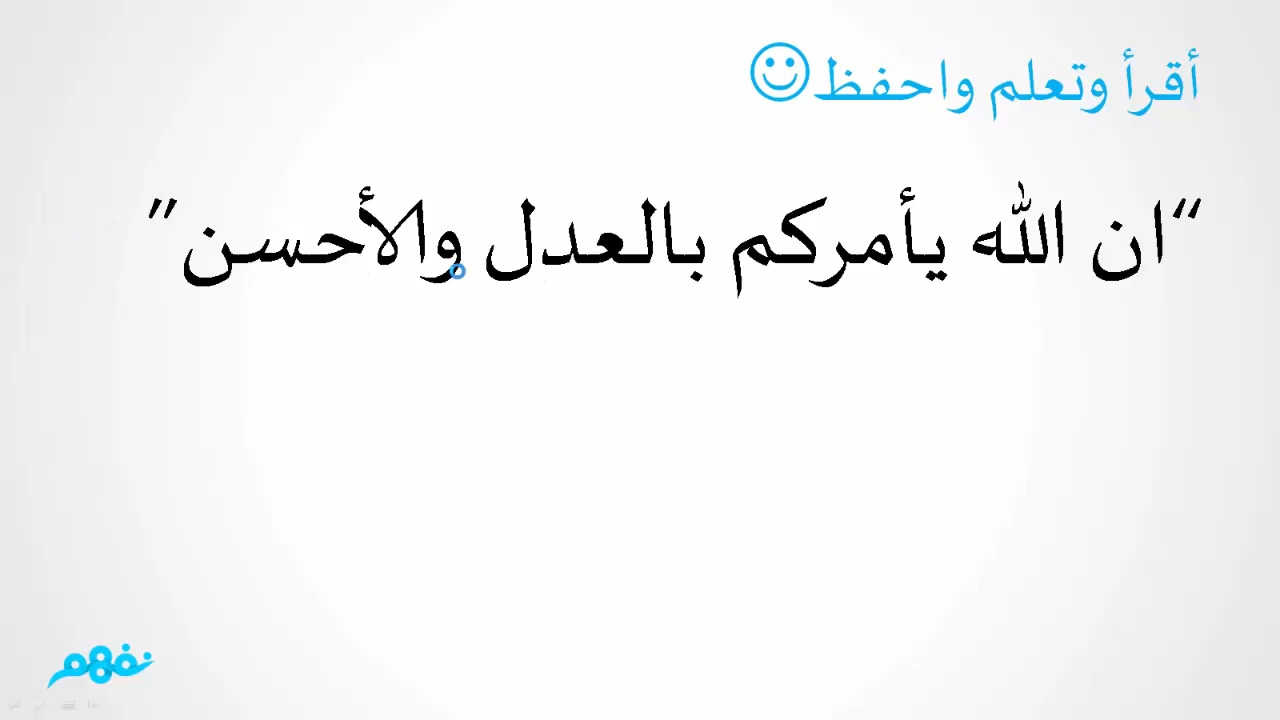 أقرأ وتعلم واحفظ☺
“ان الله يأمركم بالعدل والأحسن”
نفهم